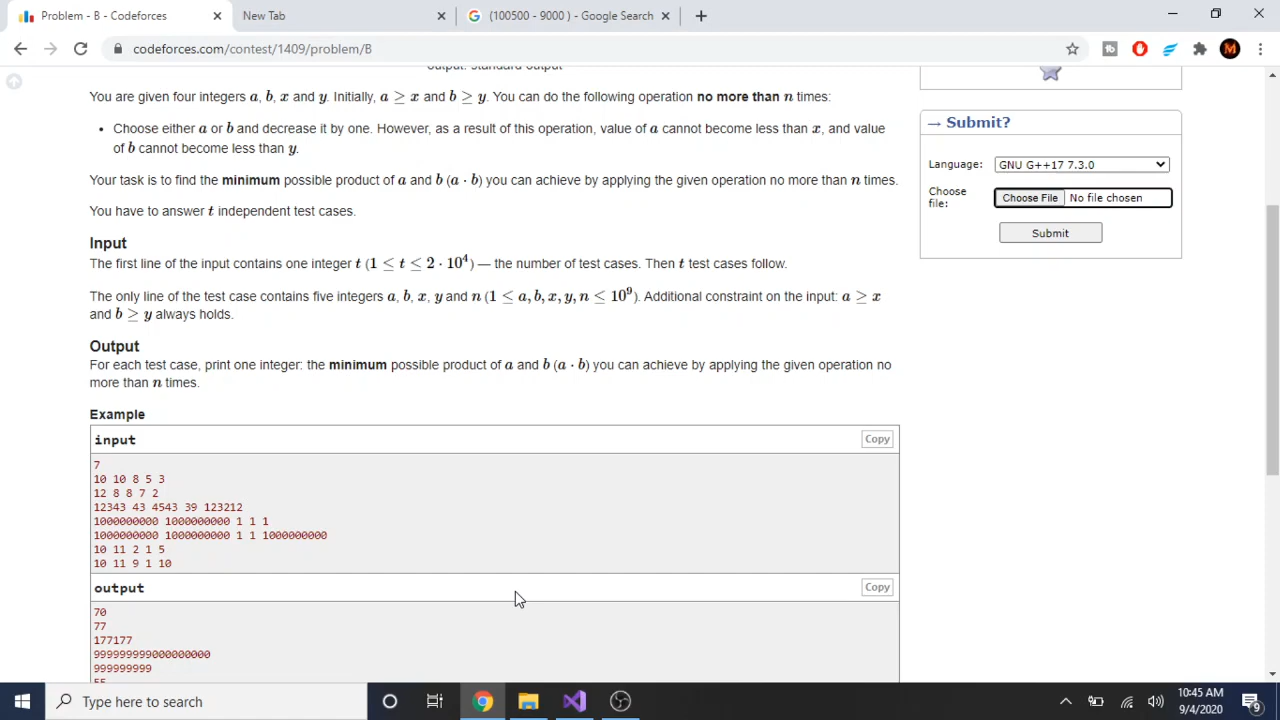 Problem - B - Codeforces
New Tab
(100500 - 9000 ) - Google Search
codeforces.com/contest/1409/problem/B
output: standard output
You are given four integers a, b, x and y. Initially, a ≥ x and b ≥ y. You can do the following operation no more than n times:
• Choose either a or b and decrease it by one. However, as a result of this operation, value of a cannot become less than x, and value
of b cannot become less than y.
Your task is to find the minimum possible product of a and b (a · b) you can achieve by applying the given operation no more than n times.
You have to answer t independent test cases.
Input
The first line of the input contains one integer t (1 ≤ t ≤ 2 · 10⁴) — the number of test cases. Then t test cases follow.
The only line of the test case contains five integers a, b, x, y and n (1 ≤ a, b, x, y, n ≤ 10⁹). Additional constraint on the input: a ≥ x
and b ≥ y always holds.
Output
For each test case, print one integer: the minimum possible product of a and b (a · b) you can achieve by applying the given operation no
more than n times.
Example
input
Copy
7
10 10 8 5 3
12 8 8 7 2
12343 43 4543 39 123212
1000000000 1000000000 1 1 1
1000000000 1000000000 1 1 1000000000
10 11 2 1 5
10 11 9 1 10
output
Copy
70
77
177177
999999999000000000
999999999
55
→ Submit?
Language:
GNU G++17 7.3.0
Choose
file:
Choose File
No file chosen
Submit
Type here to search
10:45 AM
9/4/2020
9
M